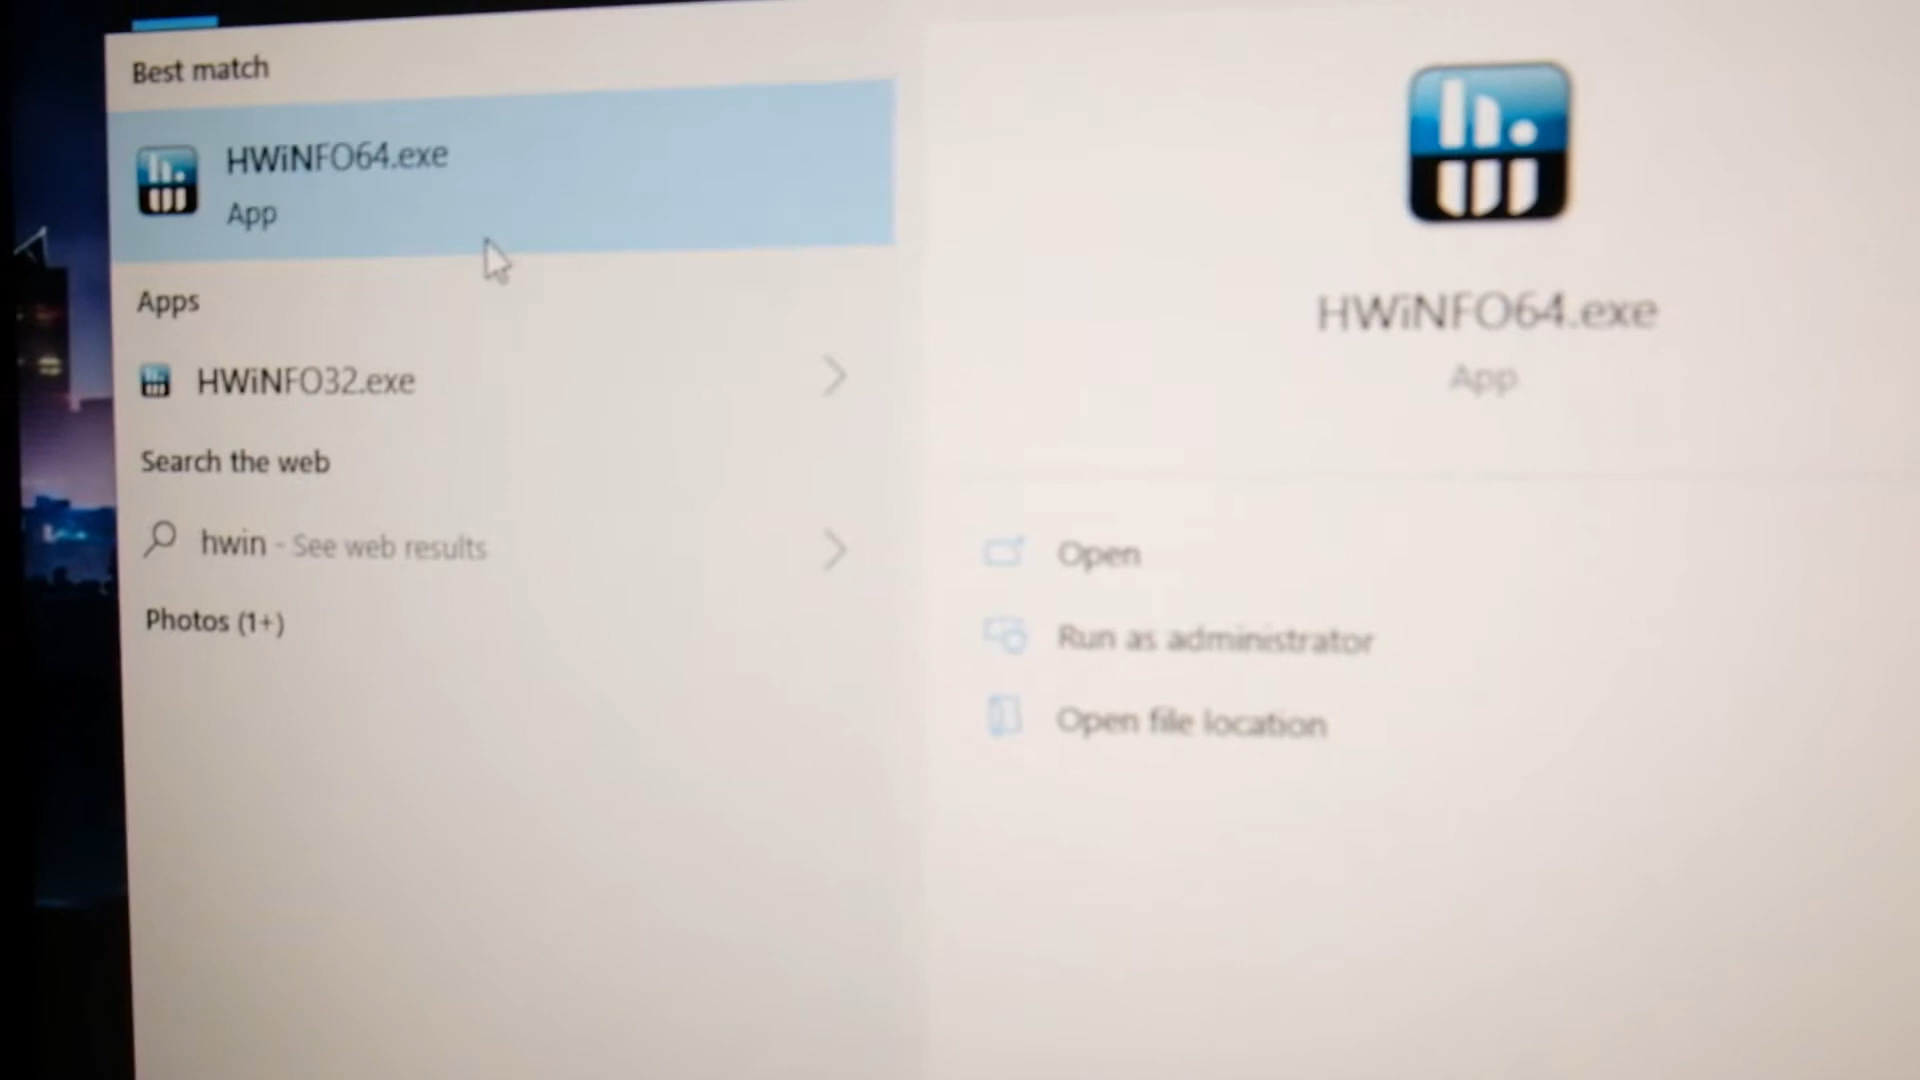 Best match
HWiNFO64.exe
App
Apps
HWiNFO32.exe
Search the web
hwin - See web results
Photos (1+)
HWiNFO64.exe
App
Open
Run as administrator
Open file location